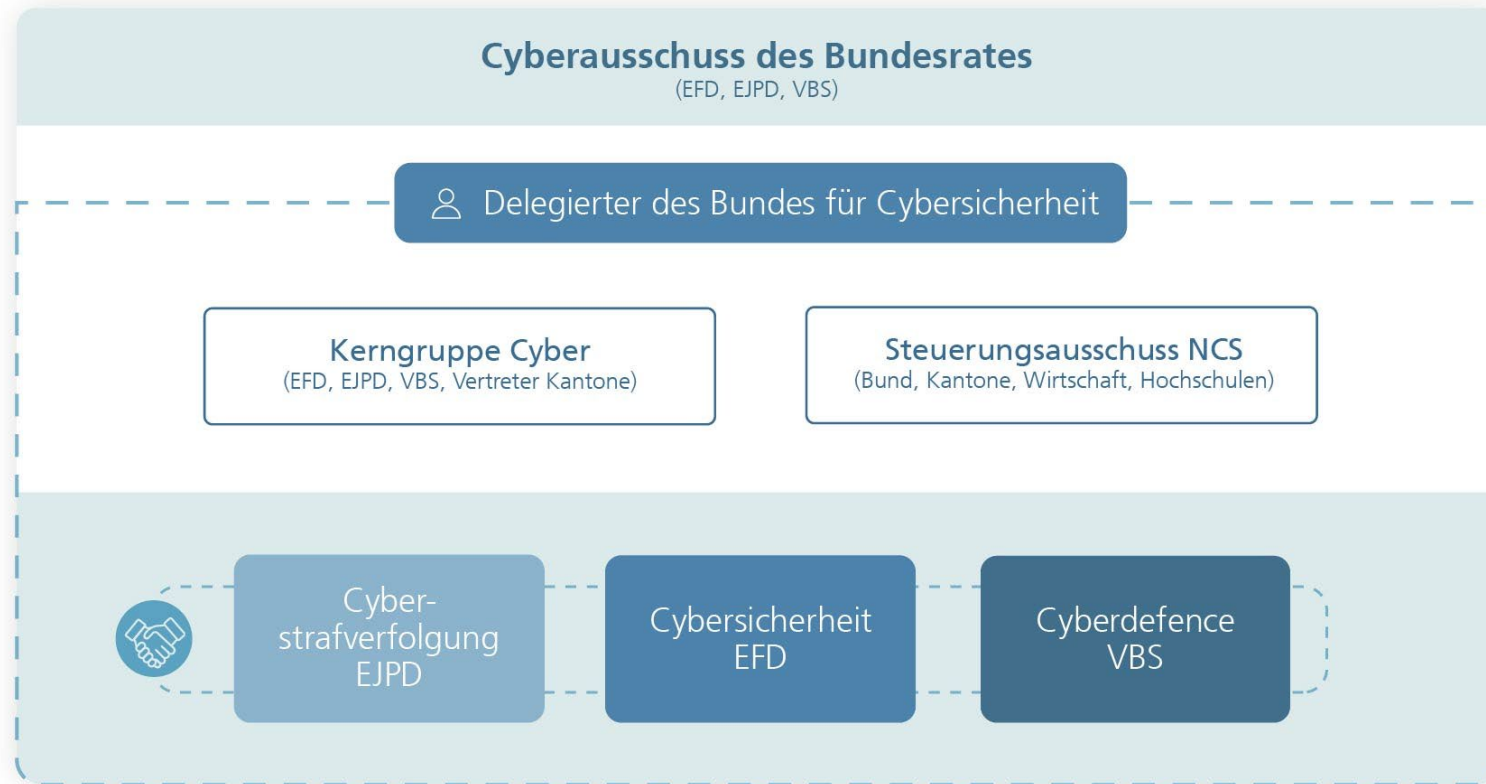 Cyberausschuss des Bundesrates
(EFD, EJPD, VBS)
Delegierter des Bundes für Cybersicherheit
Kerngruppe Cyber
(EFD, EJPD, VBS, Vertreter Kantone)
Steuerungsausschuss NCS
(Bund, Kantone, Wirtschaft, Hochschulen)
Cyber-
strafverfolgung
EJPD
Cybersicherheit
EFD
Cyberdefence
VBS